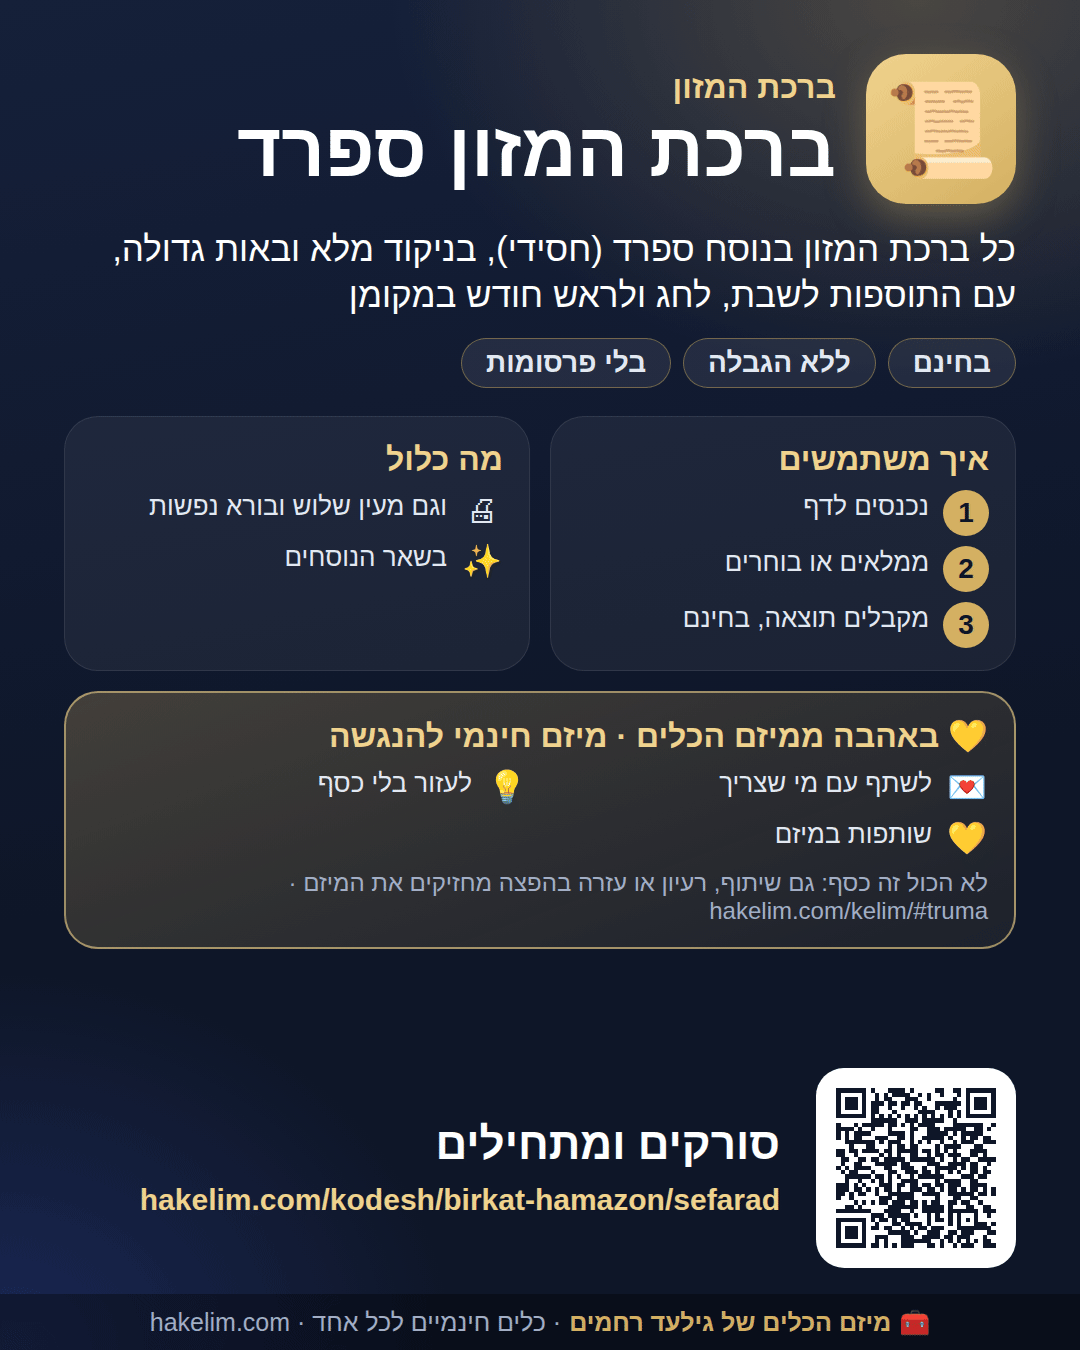 ברכת המזון
ברכת המזון ספרד
כל ברכת המזון בנוסח ספרד (חסידי), בניקוד מלא ובאות גדולה,
עם התוספות לשבת, לחג ולראש חודש במקומן
בחינם
ללא הגבלה
בלי פרסומות
איך משתמשים
1 נכנסים לדף
2 ממלאים או בוחרים
3 מקבלים תוצאה, בחינם
מה כלול
🖨 וגם מעין שלוש ובורא נפשות
✨ בשאר הנוסחים
💛 באהבה ממיזם הכלים · מיזם חינמי להנגשה
💌 לשתף עם מי שצריך
💡 לעזור בלי כסף
💛 שותפות במיזם
לא הכול זה כסף: גם שיתוף, רעיון או עזרה בהפצה מחזיקים את המיזם ·
hakelim.com/kelim/#truma
סורקים ומתחילים
hakelim.com/kodesh/birkat-hamazon/sefarad
🧰 מיזם הכלים של גילעד רחמים · כלים חינמיים לכל אחד · hakelim.com